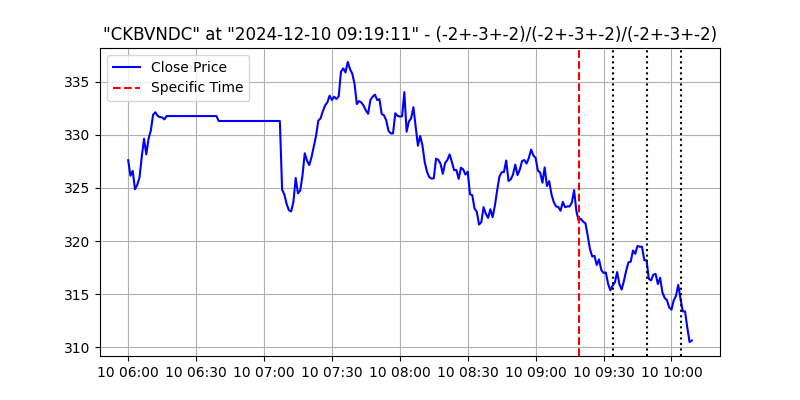 "CKBVNDC" at "2024-12-10 09:19:11" - (-2+-3+-2)/(-2+-3+-2)/(-2+-3+-2)
Close Price
Specific Time
335
330
325
320
315
310
10 06:00 10 06:30 10 07:00 10 07:30 10 08:00 10 08:30 10 09:00 10 09:30 10 10:00